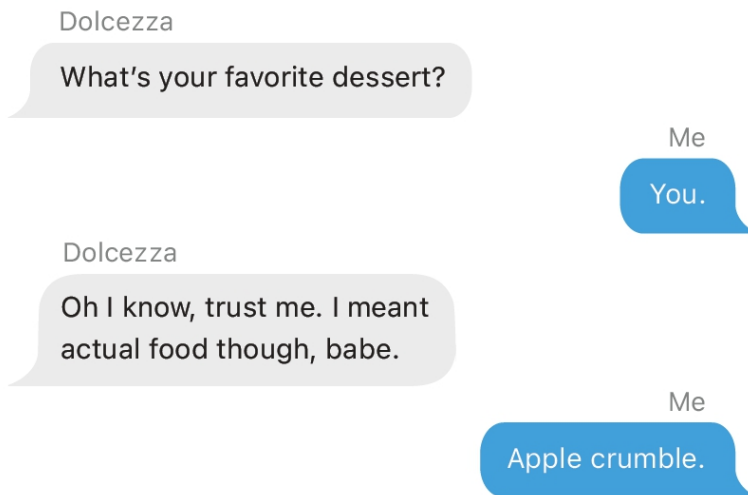 Dolcezza
What’s your favorite dessert?
Me
You.
Dolcezza
Oh I know, trust me. I meant
actual food though, babe.
Me
Apple crumble.